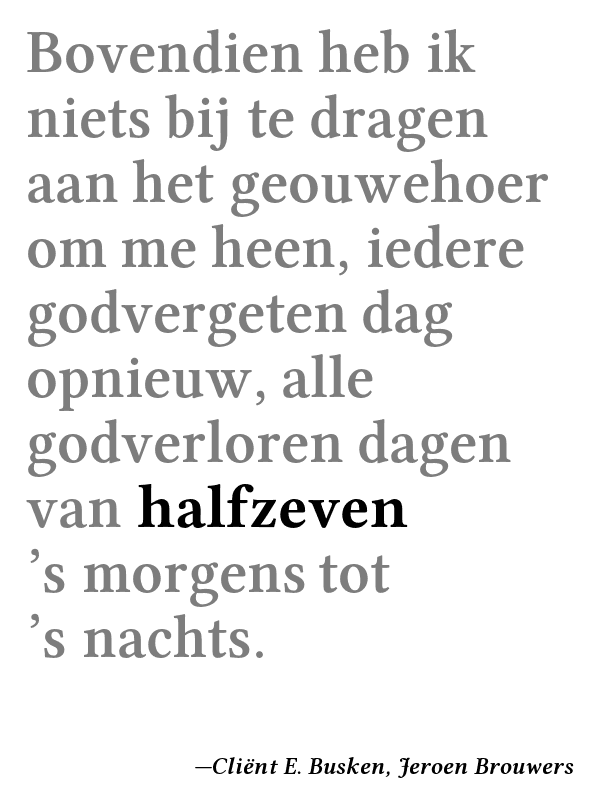 Bovendien heb ik
niets bij te dragen
aan het geouwehoer
om me heen, iedere
godvergeten dag
opnieuw, alle
godverloren dagen
van halfzeven
’s morgens tot
’s nachts.
—Cliënt E. Busken, Jeroen Brouwers